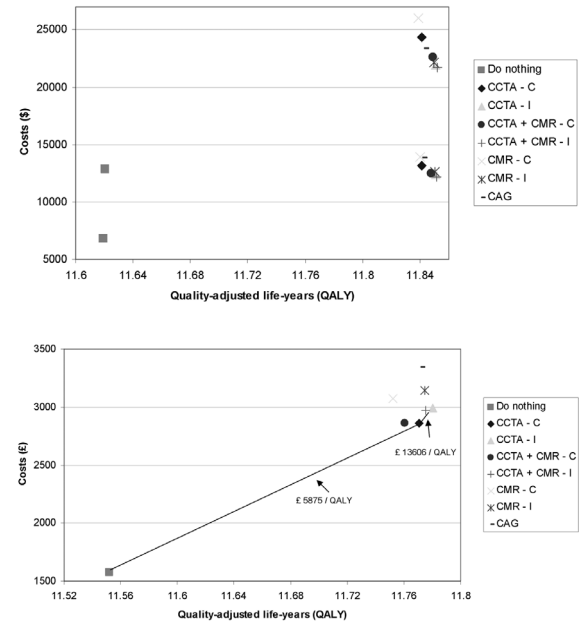 25000
20000
15000
10000
5000
Costs ($)
11.6 11.64 11.68 11.72 11.76 11.8 11.84
Quality-adjusted life-years (QALY)
Do nothing
CCTA - C
CCTA - I
CCTA + CMR - C
CCTA + CMR - I
CMR - C
CMR - I
CAG
3500
3000
2500
2000
1500
Costs (£)
£ 13606 / QALY
£ 5875 / QALY
11.52 11.56 11.6 11.64 11.68 11.72 11.76 11.8
Quality-adjusted life-years (QALY)
Do nothing
CCTA - C
CCTA - I
CCTA + CMR - C
CCTA + CMR - I
CMR - C
CMR - I
CAG